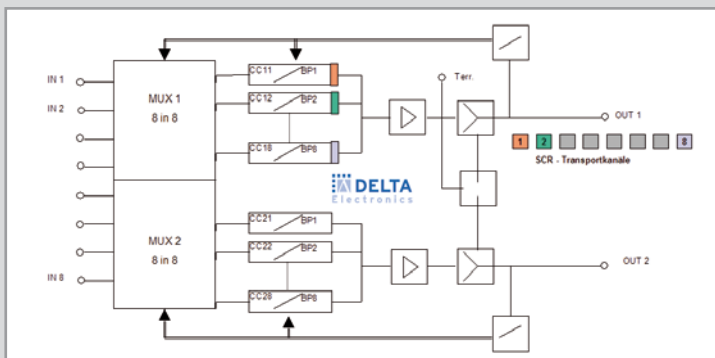 CC11 BP1
IN 1
Terr.
MUX 1
8 in 8
CC12 BP2
IN 2
OUT 1
1 2 8
SCR - Transportkanäle
CC18 BP8
DELTA
Electronics
CC21 BP1
MUX 2
8 in 8
CC22 BP2
OUT 2
IN 8
CC28 BP8